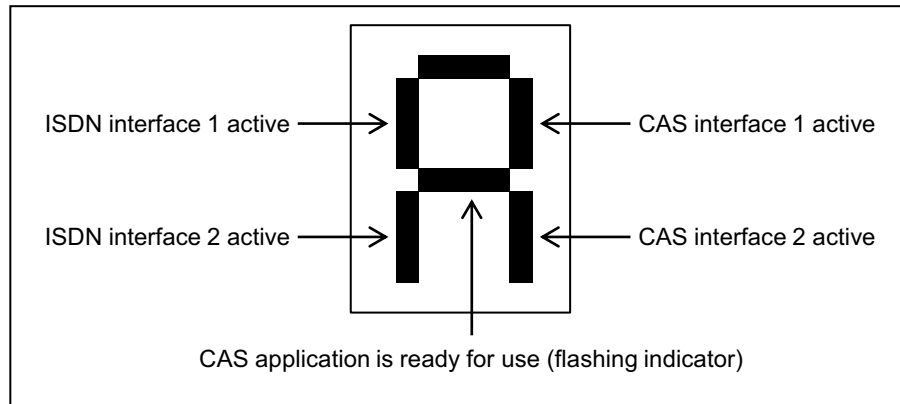 ISDN interface 1 active
CAS interface 1 active
ISDN interface 2 active
CAS interface 2 active
CAS application is ready for use (flashing indicator)